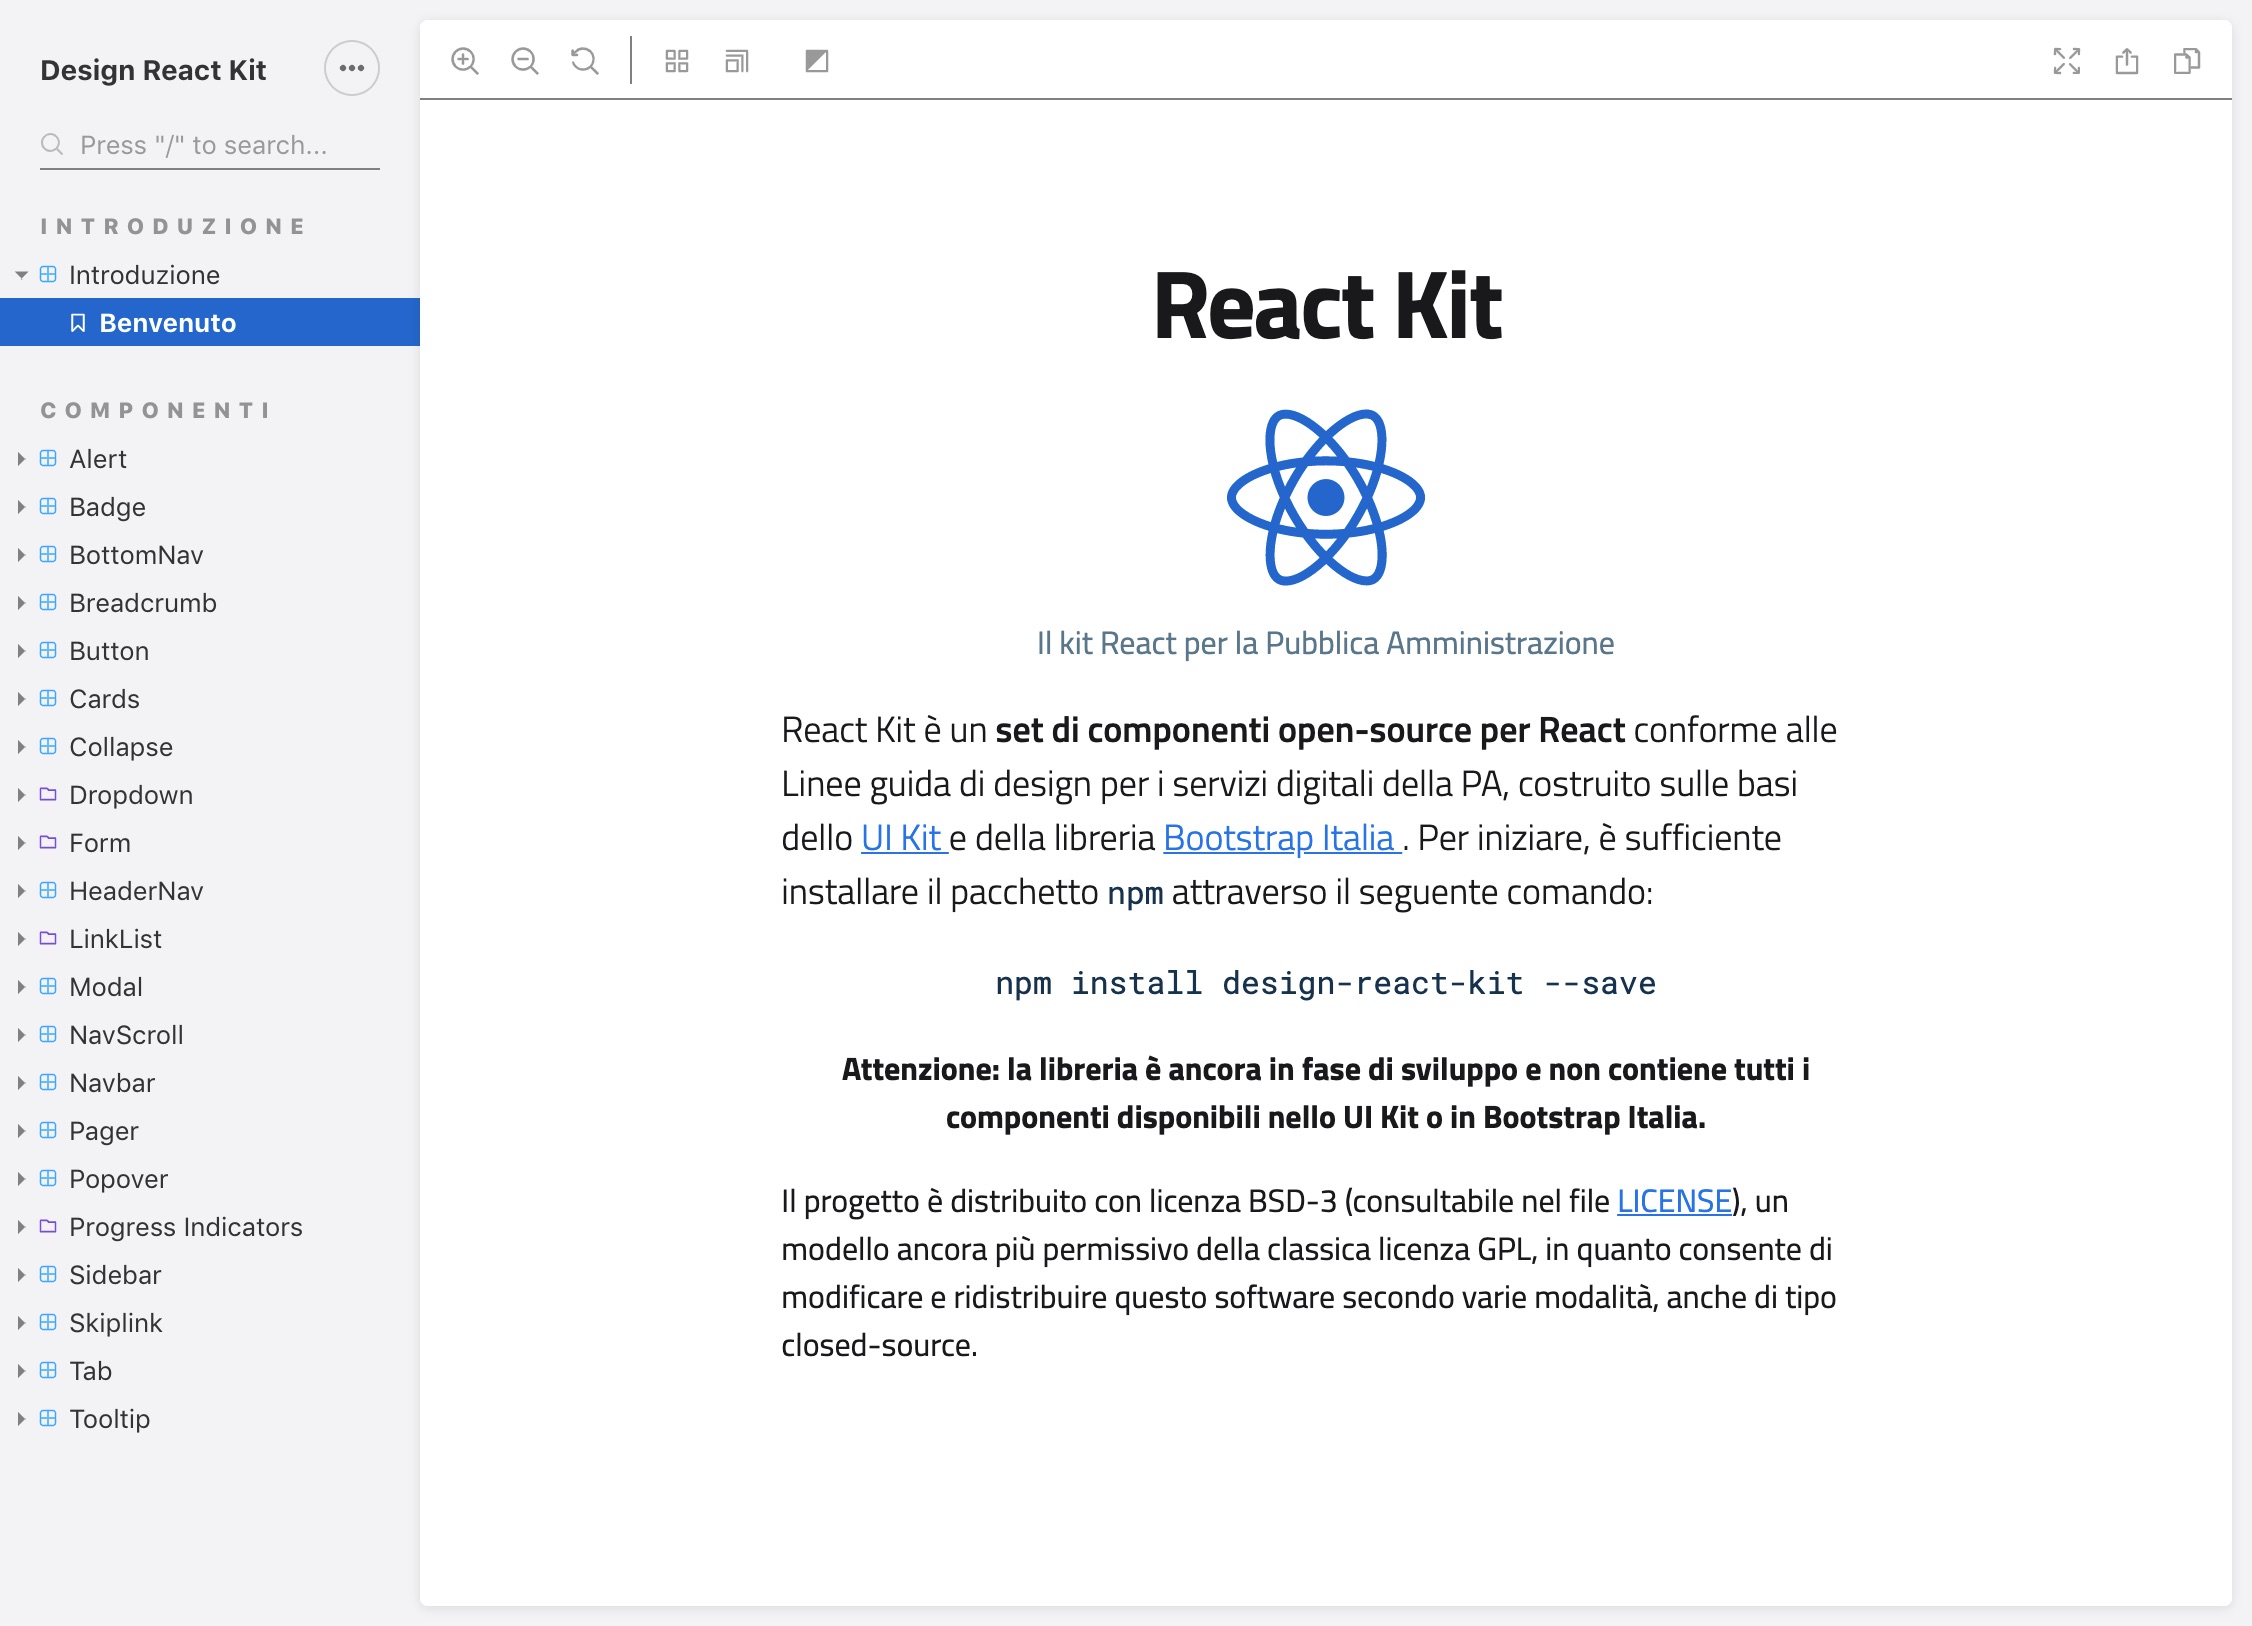 Design React Kit
Press "/" to search...
INTRODUZIONE
Introduzione
Benvenuto
COMPONENTI
Alert
Badge
BottomNav
Breadcrumb
Button
Cards
Collapse
Dropdown
Form
HeaderNav
LinkList
Modal
NavScroll
Navbar
Pager
Popover
Progress Indicators
Sidebar
Skiplink
Tab
Tooltip
React Kit
Il kit React per la Pubblica Amministrazione
React Kit è un set di componenti open-source per React conforme alle
Linee guida di design per i servizi digitali della PA, costruito sulle basi
dello UI Kit e della libreria Bootstrap Italia . Per iniziare, è sufficiente
installare il pacchetto npm attraverso il seguente comando:
npm install design-react-kit --save
Attenzione: la libreria è ancora in fase di sviluppo e non contiene tutti i
componenti disponibili nello UI Kit o in Bootstrap Italia.
Il progetto è distribuito con licenza BSD-3 (consultabile nel file LICENSE), un
modello ancora più permissivo della classica licenza GPL, in quanto consente di
modificare e ridistribuire questo software secondo varie modalità, anche di tipo
closed-source.